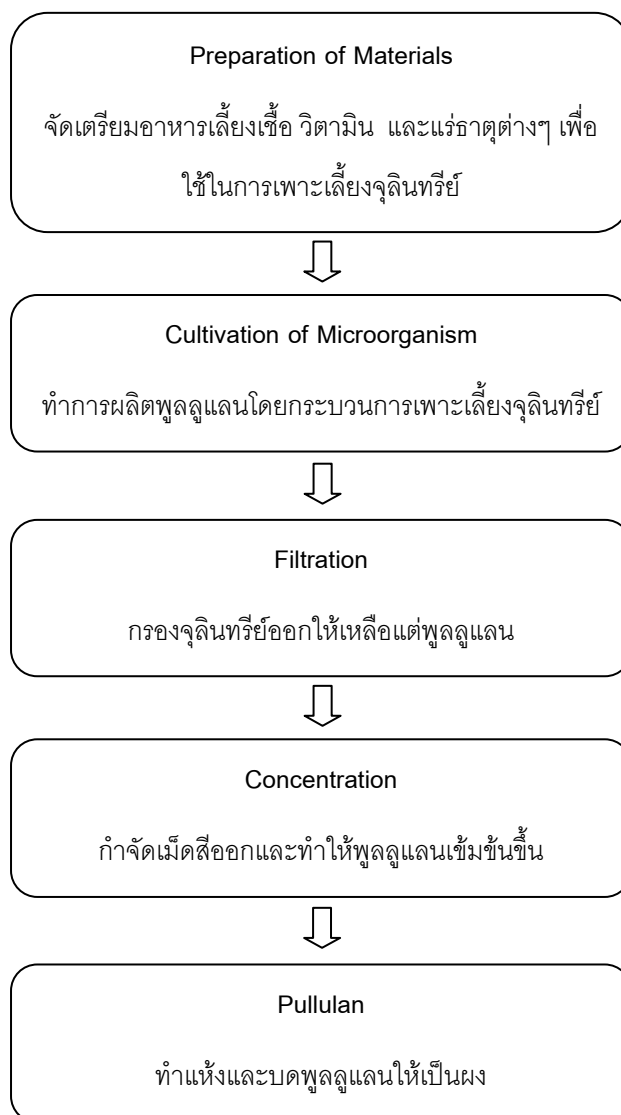 Preparation of Materials
จัดเตรียมอาหารเลี้ยงเชื้อ วิตามิน และแร่ธาตุต่างๆ เพื่อ
ใช้ในการเพาะเลี้ยงจุลินทรีย์
Cultivation of Microorganism
ทำการผลิตพูลลูแลนโดยกระบวนการเพาะเลี้ยงจุลินทรีย์
Filtration
กรองจุลินทรีย์ออกให้เหลือแต่พูลลูแลน
Concentration
กำจัดเม็ดสีออกและทำให้พูลลูแลนเข้มข้นขึ้น
Pullulan
ทำแห้งและบดพูลลูแลนให้เป็นผง